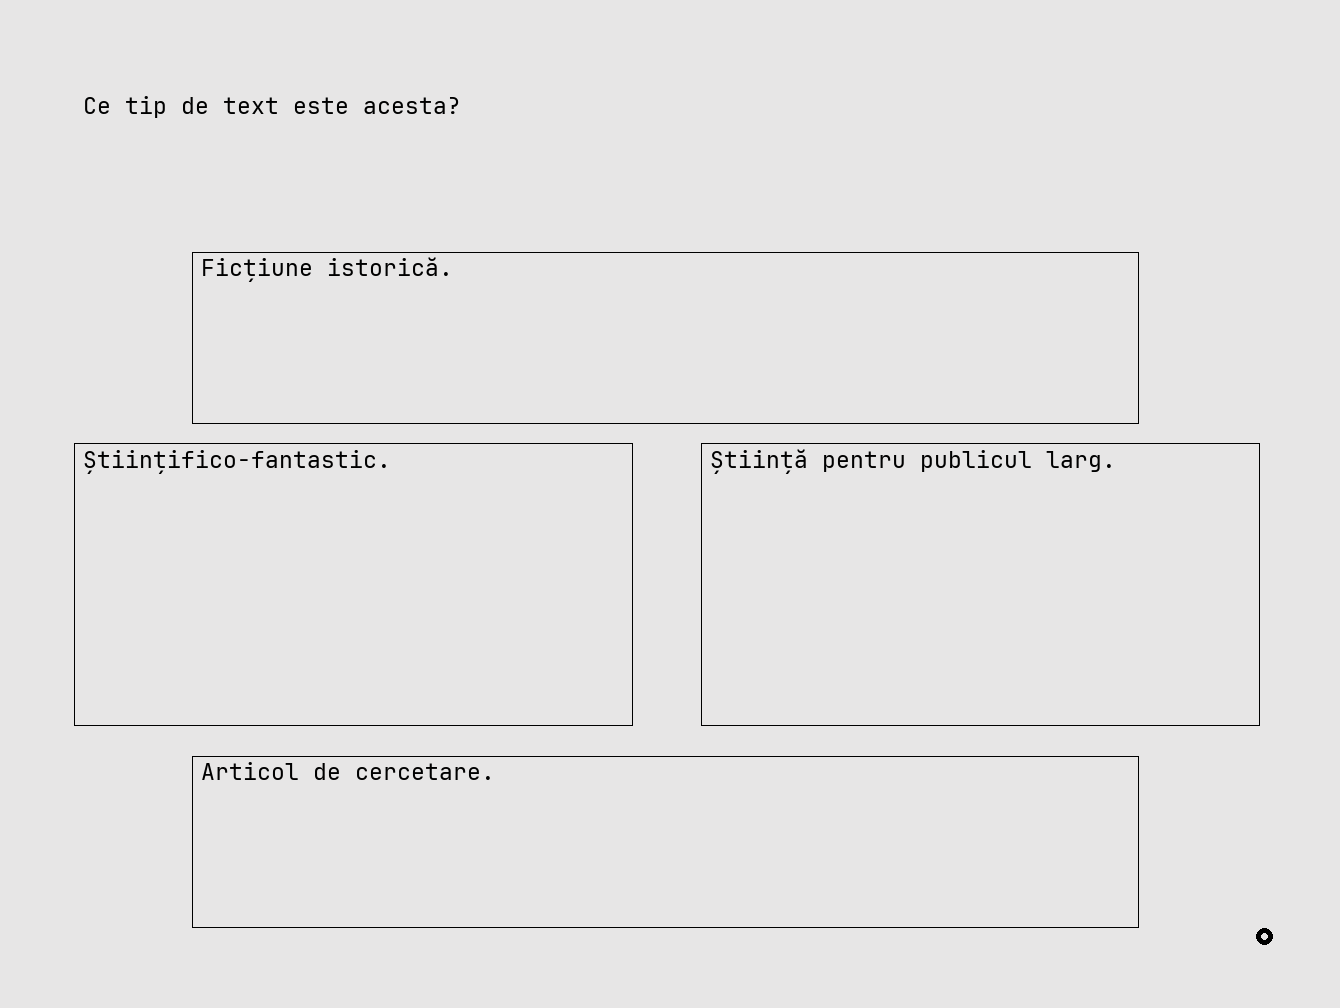 Ce tip de text este acesta?
Ficțiune istorică.
Științifico-fantastic.
Știință pentru publicul larg.
Articol de cercetare.